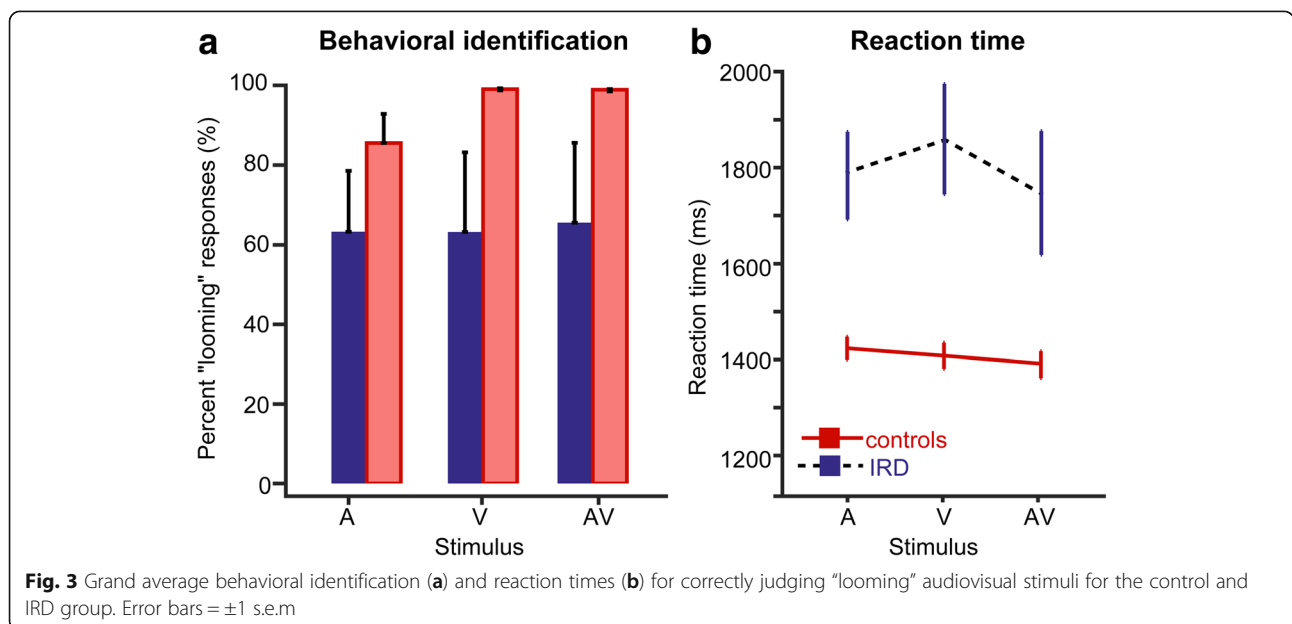 a Behavioral identification
Percent "looming" responses (%)
100
80
60
40
20
0
A V AV
Stimulus
b Reaction time
Reaction time (ms)
2000
1800
1600
1400
1200
controls
IRD
A V AV
Stimulus
Fig. 3 Grand average behavioral identification (a) and reaction times (b) for correctly judging “looming” audiovisual stimuli for the control and
IRD group. Error bars = ±1 s.e.m